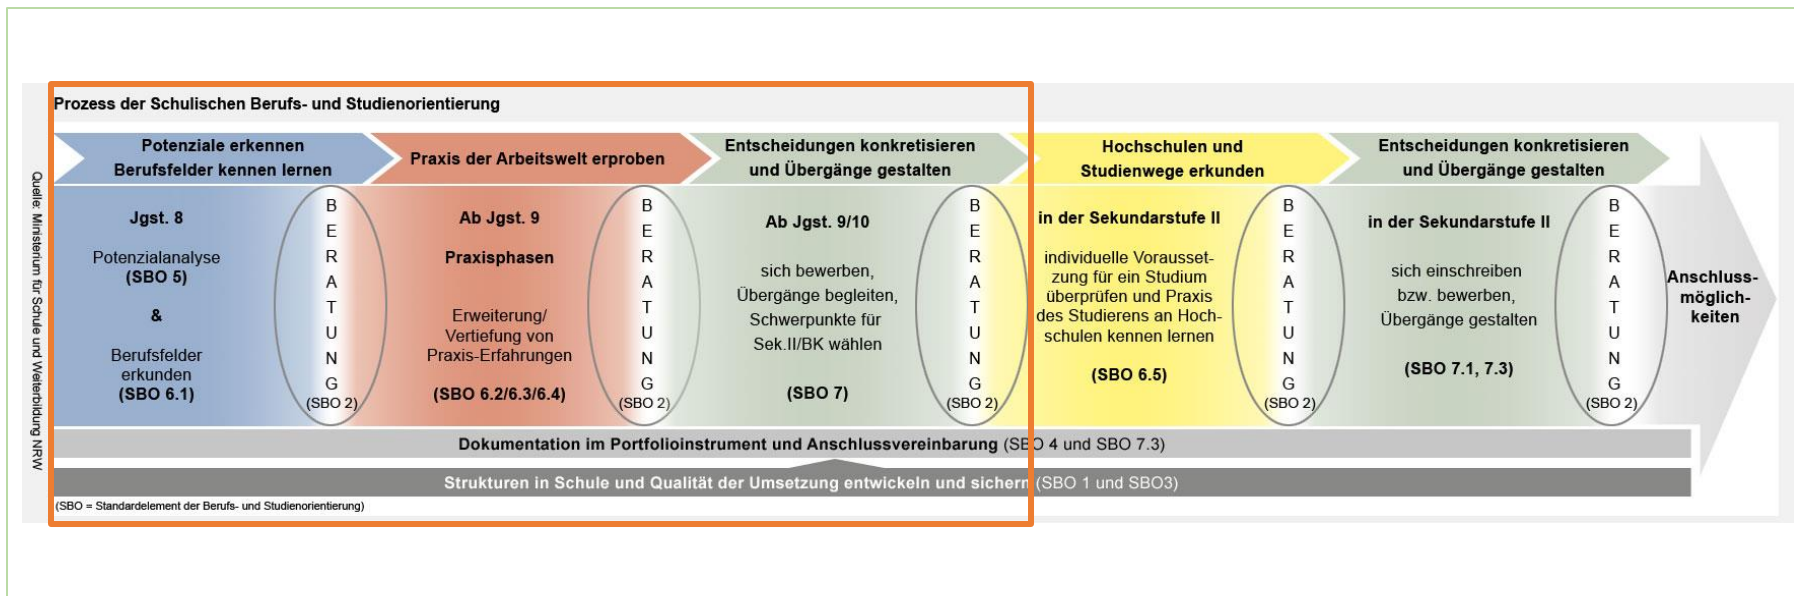 Prozess der Schulischen Berufs- und Studienorientierung
Quelle: Ministerium für Schule und Weiterbildung NRW
Potenziale erkennen
Berufsfelder kennen lernen
Jgst. 8
Potenzialanalyse
(SBO 5)
&
Berufsfelder
erkunden
(SBO 6.1)
BERATUNG
(SBO 2)
Praxis der Arbeitswelt erproben
Ab Jgst. 9
Praxisphasen
Erweiterung/
Vertiefung von
Praxis-Erfahrungen
(SBO 6.2/6.3/6.4)
BERATUNG
(SBO 2)
Entscheidungen konkretisieren
und Übergänge gestalten
Ab Jgst. 9/10
sich bewerben,
Übergänge begleiten,
Schwerpunkte für
Sek.II/BK wählen
(SBO 7)
BERATUNG
(SBO 2)
Hochschulen und
Studienwege erkunden
in der Sekundarstufe II
individuelle Vorausset-
zung für ein Studium
überprüfen und Praxis
des Studierens an Hoch-
schulen kennen lernen
(SBO 6.5)
BERATUNG
(SBO 2)
Entscheidungen konkretisieren
und Übergänge gestalten
in der Sekundarstufe II
sich einschreiben
bzw. bewerben,
Übergänge gestalten
(SBO 7.1, 7.3)
BERATUNG
(SBO 2)
Anschluss-
möglich-
keiten
Dokumentation im Portfolioinstrument und Anschlussvereinbarung (SBO 4 und SBO 7.3)
Strukturen in Schule und Qualität der Umsetzung entwickeln und sichern (SBO 1 und SBO3)
(SBO = Standardelement der Berufs- und Studienorientierung)